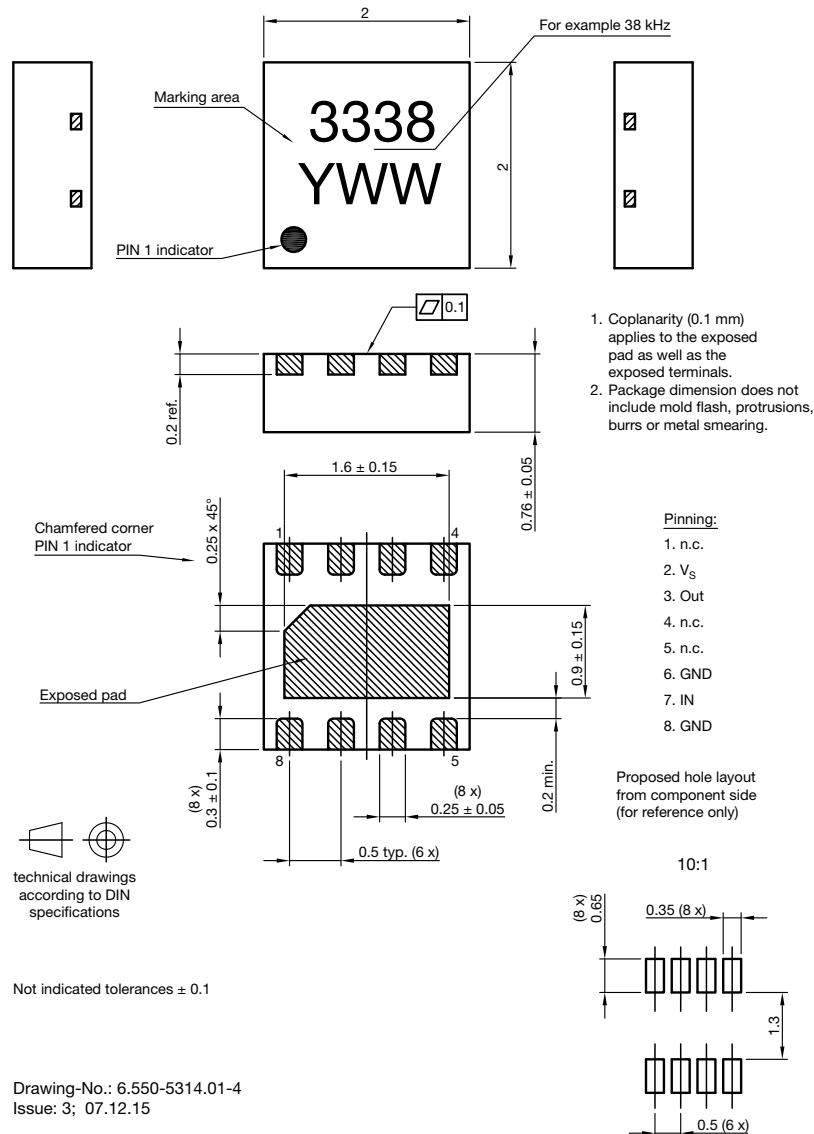 2
For example 38 kHz
Marking area
3338
YWW
2
PIN 1 indicator
0.1
1. Coplanarity (0.1 mm)
applies to the exposed
pad as well as the
exposed terminals.
2. Package dimension does not
include mold flash, protrusions,
burrs or metal smearing.
0.2 ref.
0.76 ± 0.05
1.6 ± 0.15
0.25 x 45°
Chamfered corner
PIN 1 indicator
1
4
0.9 ± 0.15
Exposed pad
8
5
(8 x)
0.3 ± 0.1
(8 x)
0.25 ± 0.05
0.2 min.
0.5 typ. (6 x)
Pinning:
1. n.c.
2. VS
3. Out
4. n.c.
5. n.c.
6. GND
7. IN
8. GND
Proposed hole layout
from component side
(for reference only)
10:1
(8 x)
0.65
0.35 (8 x)
1.3
0.5 (6 x)
technical drawings
according to DIN
specifications
Not indicated tolerances ± 0.1
Drawing-No.: 6.550-5314.01-4
Issue: 3; 07.12.15